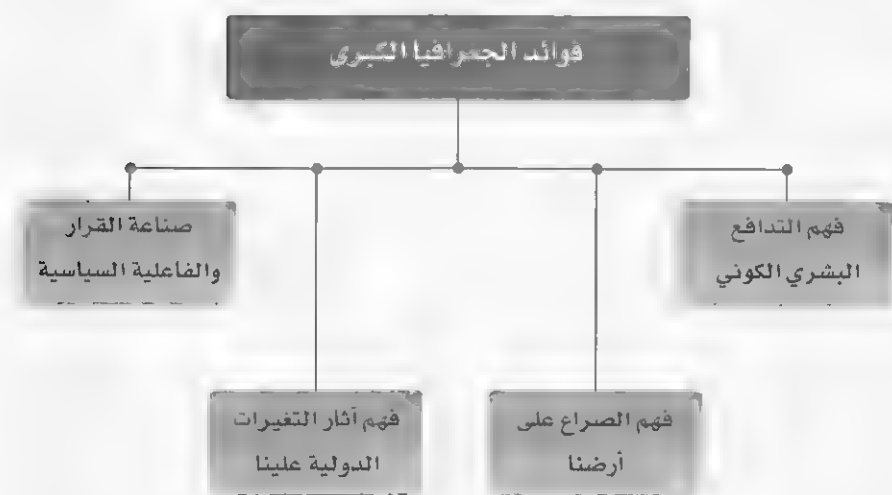 فوائد الجغرافيا الكبرى
فهم التدافع
البشري الكوني
فهم الصراع على
أرضنا
فهم آثار التغيرات
الدولية علينا
صناعة القرار
والفاعلية السياسية